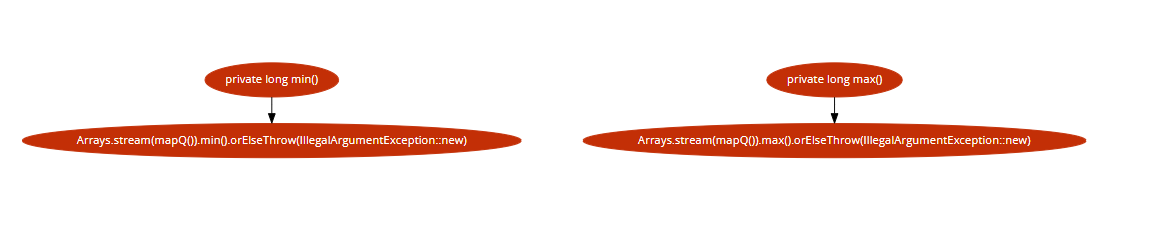 private long min()
private long max()
Arrays.stream(mapQ()).min().orElseThrow(IllegalArgumentException::new)
Arrays.stream(mapQ()).max().orElseThrow(IllegalArgumentException::new)